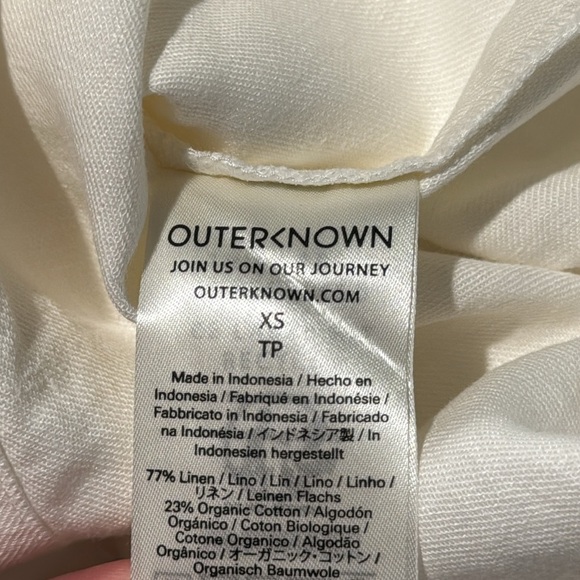 OUTERKNOWN
JOIN US ON OUR JOURNEY
OUTERKNOWN.COM
XS
TP
Made in Indonesia / Hecho en
Indonesia / Fabriqué en Indonésie /
Fabbricato in Indonesia / Fabricado
na Indonésia / インドネシア製 / In
Indonesien hergestellt
77% Linen / Lino / Lin / Lino / Linho /
リネン / Leinen Flachs
23% Organic Cotton / Algodón
Orgánico / Coton Biologique /
Cotone Organico / Algodão
Orgânico / オーガニック・コットン /
Organisch Baumwole